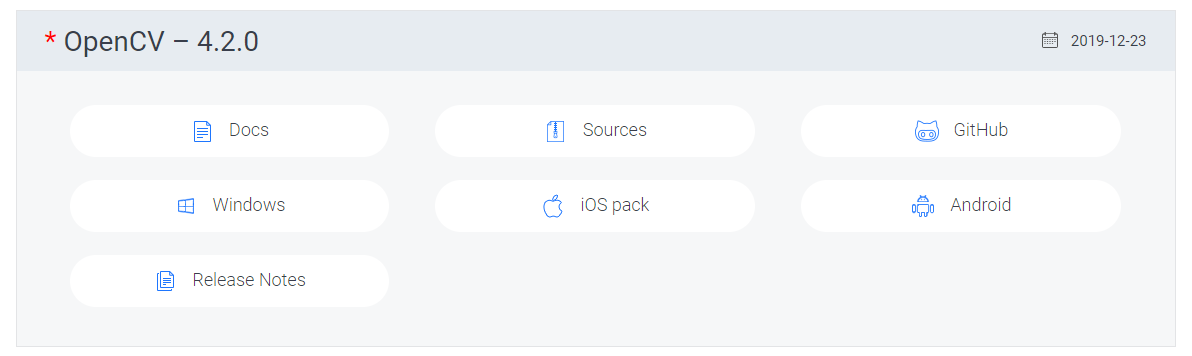 * OpenCV – 4.2.0 2019-12-23
Docs Sources GitHub
Windows iOS pack Android
Release Notes